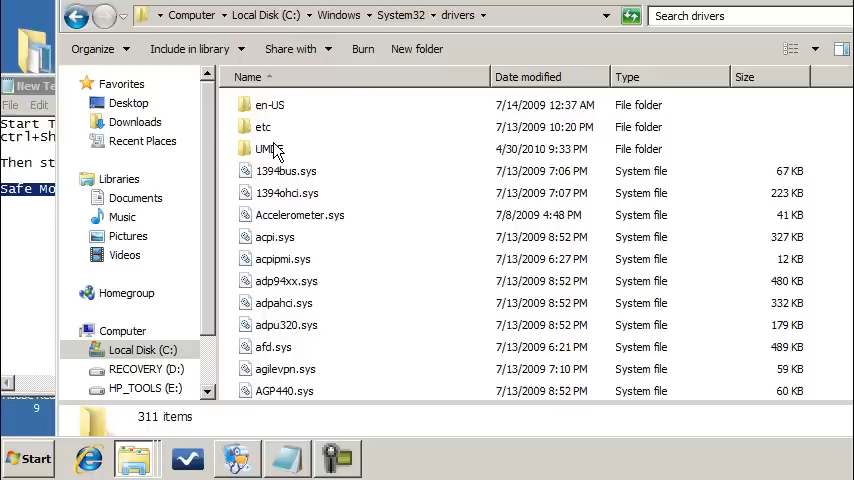 Computer Local Disk (C:) Windows System32 drivers Search drivers
Organize Include in library Share with Burn New folder
Name Date modified Type Size
en-US 7/14/2009 12:37 AM File folder
etc 7/13/2009 10:20 PM File folder
4/30/2010 9:33 PM File folder
1394bus.sys 7/13/2009 7:06 PM System file 67 KB
1394ohci.sys 7/13/2009 7:07 PM System file 223 KB
Accelerometer.sys 7/8/2009 4:48 PM System file 41 KB
acpi.sys 7/13/2009 8:52 PM System file 327 KB
acpipmi.sys 7/13/2009 6:27 PM System file 12 KB
adp94xx.sys 7/13/2009 8:52 PM System file 480 KB
adpahci.sys 7/13/2009 8:52 PM System file 332 KB
adpu320.sys 7/13/2009 8:52 PM System file 179 KB
afd.sys 7/13/2009 6:21 PM System file 489 KB
agilevpn.sys 7/13/2009 7:10 PM System file 59 KB
AGP440.sys 7/13/2009 8:52 PM System file 60 KB
Favorites
Desktop
Downloads
Recent Places
Libraries
Documents
Music
Pictures
Videos
Homegroup
Computer
Local Disk (C:)
RECOVERY (D:)
HP_TOOLS (E:)
311 items
New Te
File Edit
Start T
ctrl+Sh
Then st
Safe Mo
9
Start